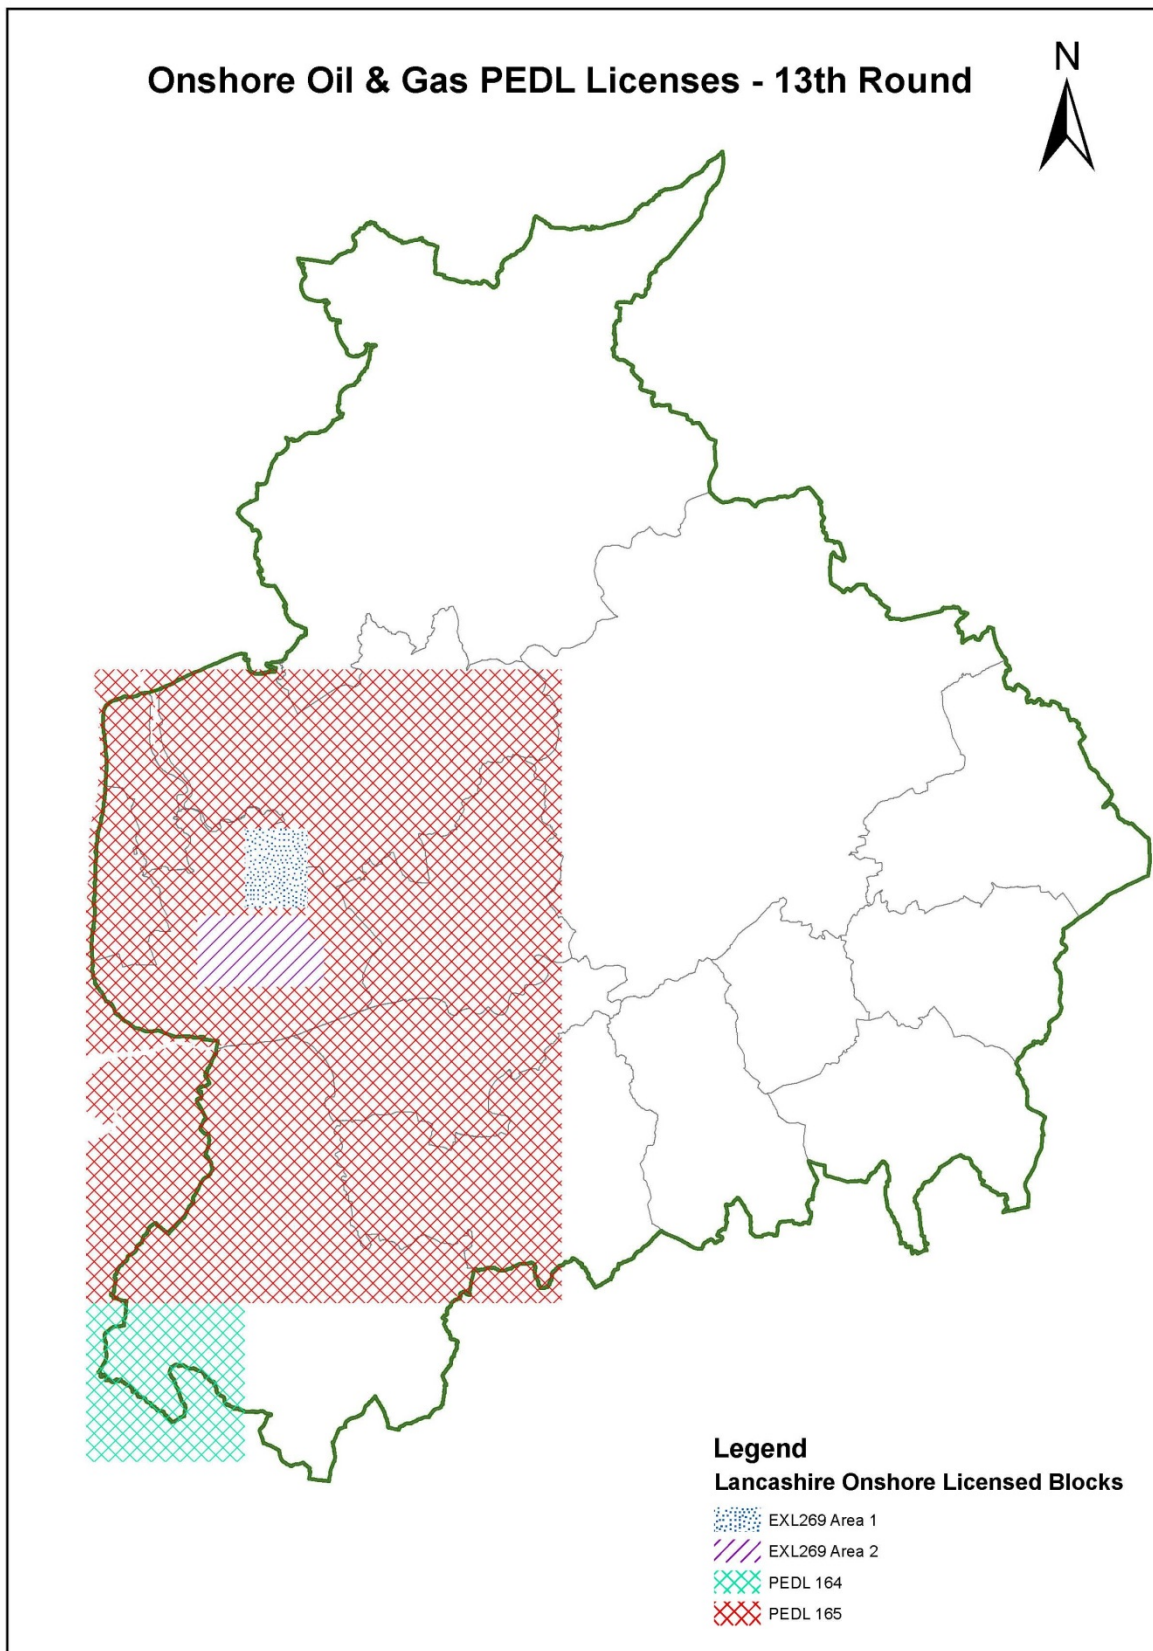 N
Onshore Oil & Gas PEDL Licenses - 13th Round
Legend
Lancashire Onshore Licensed Blocks
EXL269 Area 1
EXL269 Area 2
PEDL 164
PEDL 165